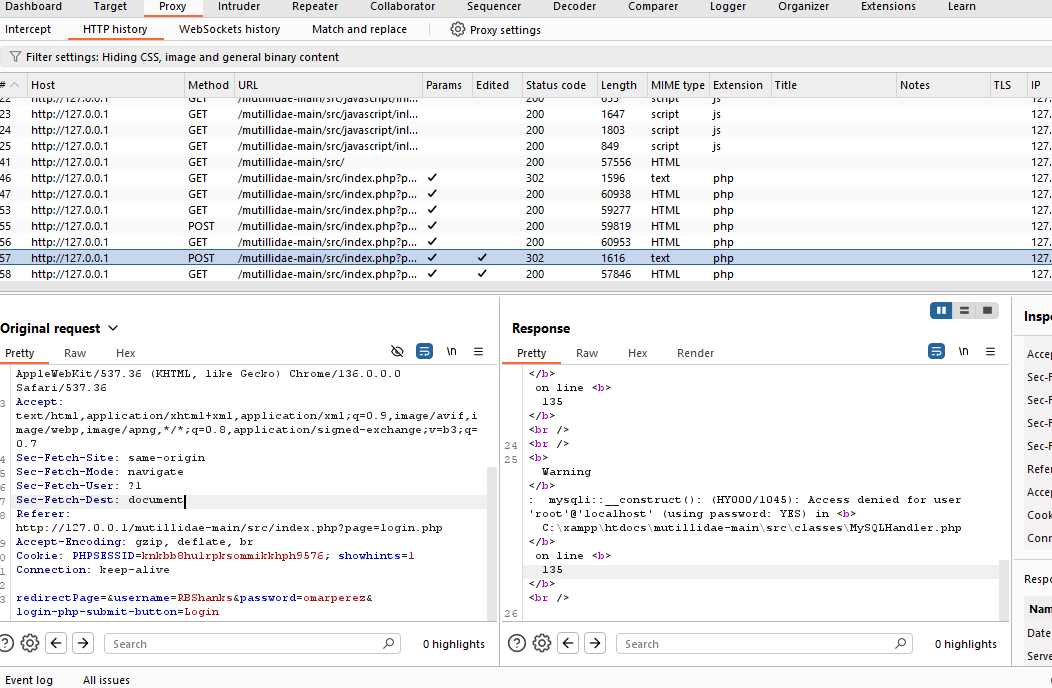 Dashboard Target Proxy Intruder Repeater Collaborator Sequencer Decoder Comparer Logger Organizer Extensions Learn
Intercept HTTP history WebSockets history Match and replace Proxy settings
Filter settings: Hiding CSS, image and general binary content
# Host Method URL Params Edited Status code Length MIME type Extension Title Notes TLS IP
22 http://127.0.0.1 GET /mutillidae-main/src/javascript/inl... 200 script js 127.
23 http://127.0.0.1 GET /mutillidae-main/src/javascript/inl... 200 1647 script js 127.
24 http://127.0.0.1 GET /mutillidae-main/src/javascript/inl... 200 1803 script js 127.
25 http://127.0.0.1 GET /mutillidae-main/src/javascript/inl... 200 849 script js 127.
41 http://127.0.0.1 GET /mutillidae-main/src/ 200 57556 HTML 127.
46 http://127.0.0.1 GET /mutillidae-main/src/index.php?p... ✓ 302 1596 text php 127.
47 http://127.0.0.1 GET /mutillidae-main/src/index.php?p... ✓ 200 60938 HTML php 127.
53 http://127.0.0.1 GET /mutillidae-main/src/index.php?p... ✓ 200 59277 HTML php 127.
55 http://127.0.0.1 POST /mutillidae-main/src/index.php?p... ✓ 200 59819 HTML php 127.
56 http://127.0.0.1 GET /mutillidae-main/src/index.php?p... ✓ 200 60953 HTML php 127.
57 http://127.0.0.1 POST /mutillidae-main/src/index.php?p... ✓ ✓ 302 1616 text php 127.
58 http://127.0.0.1 GET /mutillidae-main/src/index.php?p... ✓ ✓ 200 57846 HTML php 127.
Original request
Pretty Raw Hex \n
AppleWebKit/537.36 (KHTML, like Gecko) Chrome/136.0.0.0
Safari/537.36
3 Accept:
text/html,application/xhtml+xml,application/xml;q=0.9,image/avif,i
mage/webp,image/apng,*/*;q=0.8,application/signed-exchange;v=b3;q=
0.7
4 Sec-Fetch-Site: same-origin
5 Sec-Fetch-Mode: navigate
6 Sec-Fetch-User: ?1
7 Sec-Fetch-Dest: document
8 Referer:
http://127.0.0.1/mutillidae-main/src/index.php?page=login.php
9 Accept-Encoding: gzip, deflate, br
0 Cookie: PHPSESSID=knkbb8hulrpksommikkhph9576; showhints=1
1 Connection: keep-alive
2
3 redirectPage=&username=RBShanks&password=omarperez&
login-php-submit-button=Login
Search 0 highlights
Response
Pretty Raw Hex Render \n
</b>
on line <b>
135
</b>
<br />
24 <br />
25 <b>
Warning
</b>
: mysqli::__construct(): (HY000/1045): Access denied for user
'root'@'localhost' (using password: YES) in <b>
C:\xampp\htdocs\mutillidae-main\src\classes\MySQLHandler.php
</b>
on line <b>
135
</b>
<br />
26
Search 0 highlights
Inspe
Acce
Sec-F
Sec-F
Sec-F
Sec-F
Refer
Acce
Cook
Conn
Respo
Nam
Date
Serve
Event log All issues